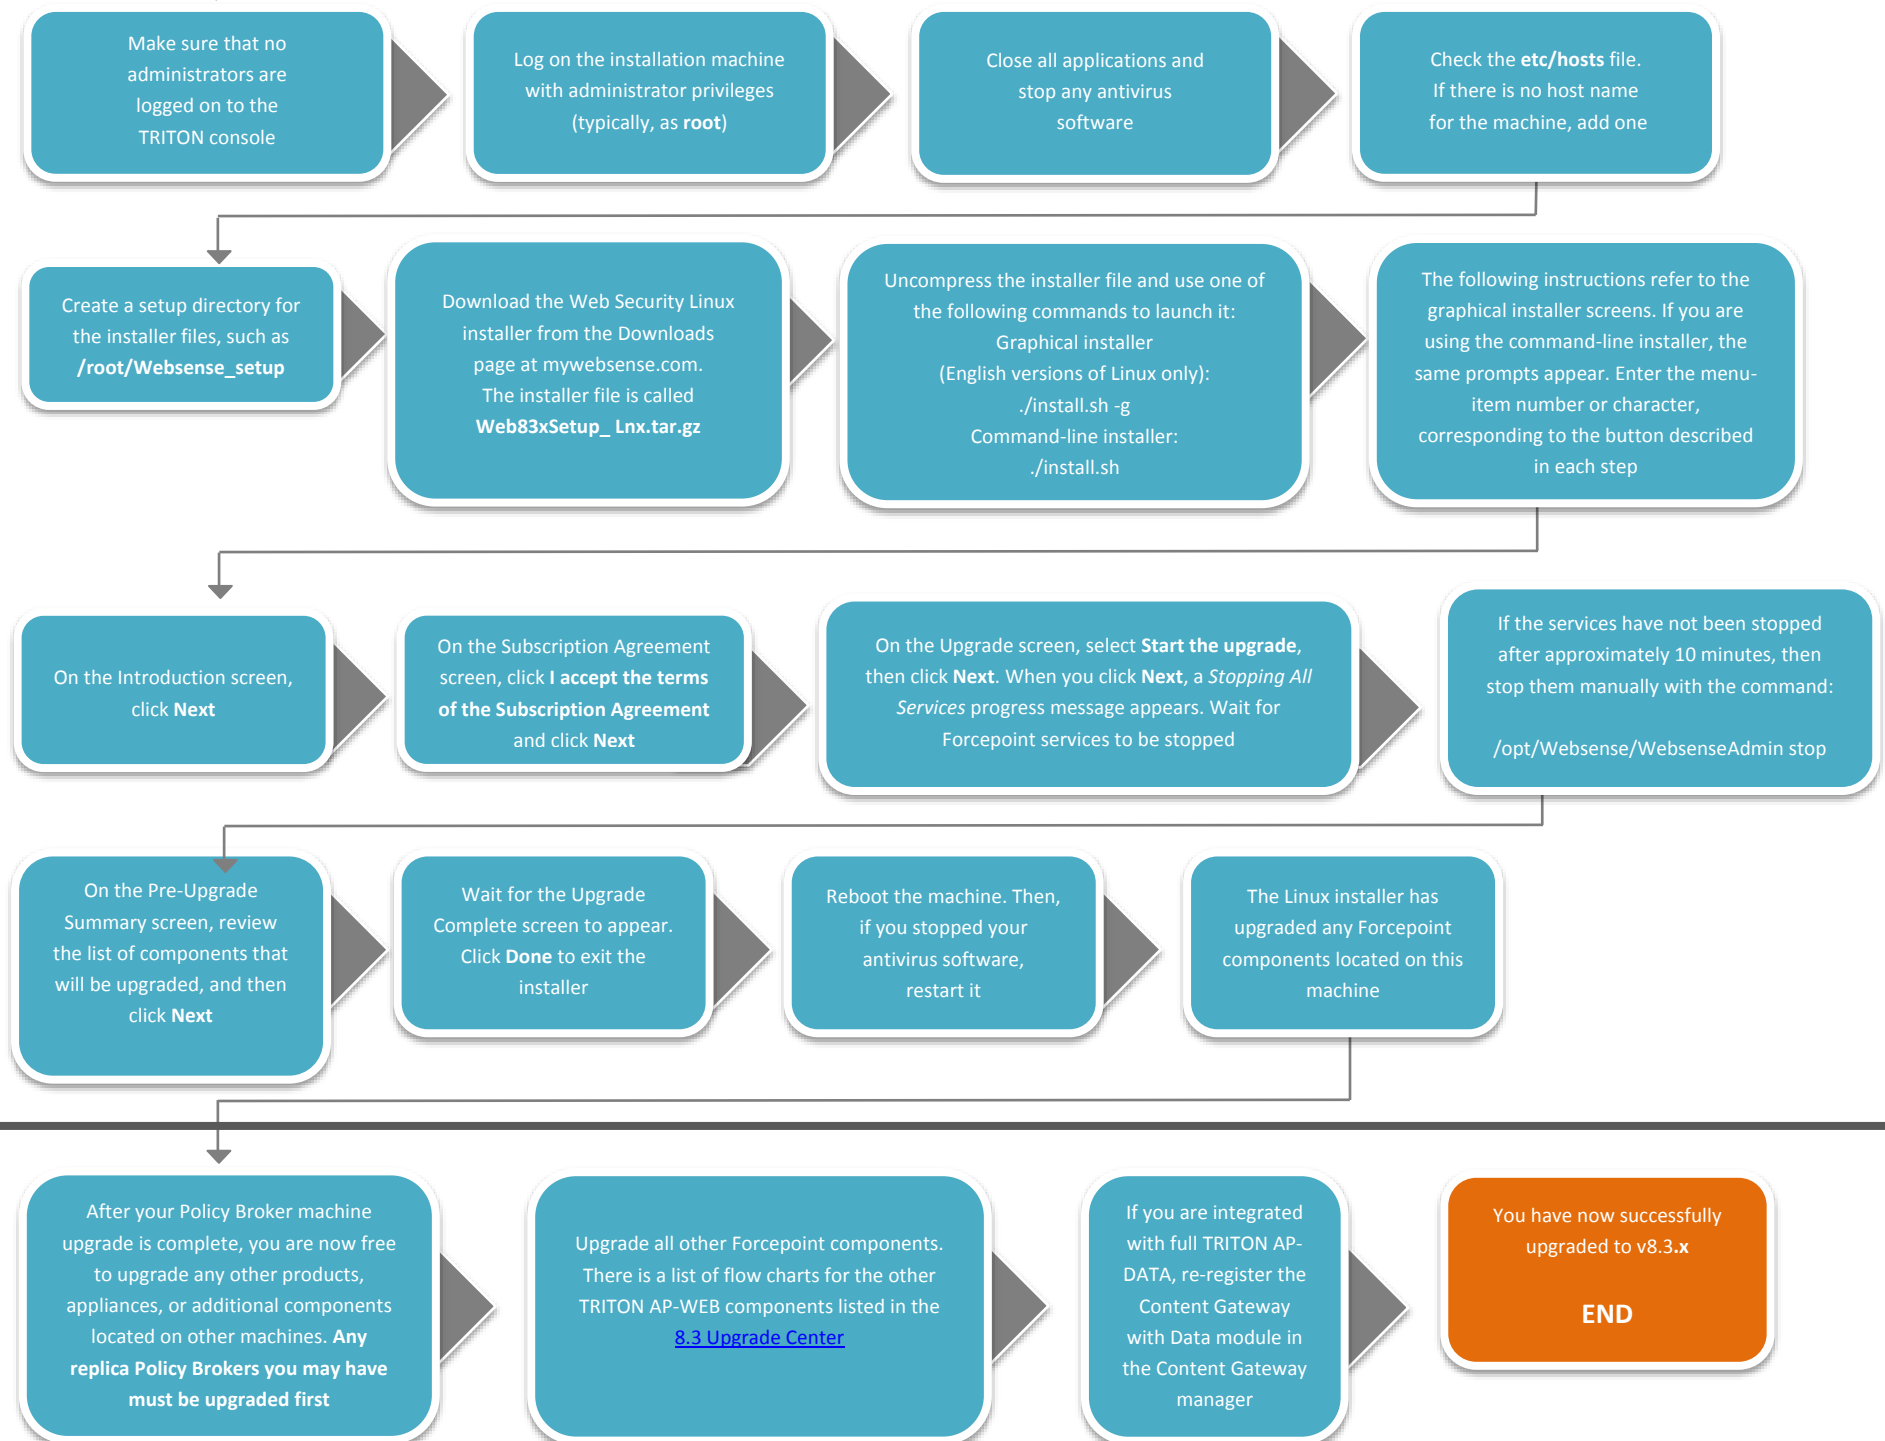 Make sure that no
administrators are
logged on to the
TRITON console
Log on the installation machine
with administrator privileges
(typically, as root)
Close all applications and
stop any antivirus
software
Check the etc/hosts file.
If there is no host name
for the machine, add one
Create a setup directory for
the installer files, such as
/root/Websense_setup
Download the Web Security Linux
installer from the Downloads
page at mywebsense.com.
The installer file is called
Web83xSetup_ Lnx.tar.gz
Uncompress the installer file and use one of
the following commands to launch it:
Graphical installer
(English versions of Linux only):
./install.sh -g
Command-line installer:
./install.sh
The following instructions refer to the
graphical installer screens. If you are
using the command-line installer, the
same prompts appear. Enter the menu-
item number or character,
corresponding to the button described
in each step
On the Introduction screen,
click Next
On the Subscription Agreement
screen, click I accept the terms
of the Subscription Agreement
and click Next
On the Upgrade screen, select Start the upgrade,
then click Next. When you click Next, a Stopping All
Services progress message appears. Wait for
Forcepoint services to be stopped
If the services have not been stopped
after approximately 10 minutes, then
stop them manually with the command:
/opt/Websense/WebsenseAdmin stop
On the Pre-Upgrade
Summary screen, review
the list of components that
will be upgraded, and then
click Next
Wait for the Upgrade
Complete screen to appear.
Click Done to exit the
installer
Reboot the machine. Then,
if you stopped your
antivirus software,
restart it
The Linux installer has
upgraded any Forcepoint
components located on this
machine
After your Policy Broker machine
upgrade is complete, you are now free
to upgrade any other products,
appliances, or additional components
located on other machines. Any
replica Policy Brokers you may have
must be upgraded first
Upgrade all other Forcepoint components.
There is a list of flow charts for the other
TRITON AP-WEB components listed in the
8.3 Upgrade Center
If you are integrated
with full TRITON AP-
DATA, re-register the
Content Gateway
with Data module in
the Content Gateway
manager
You have now successfully
upgraded to v8.3.x
END